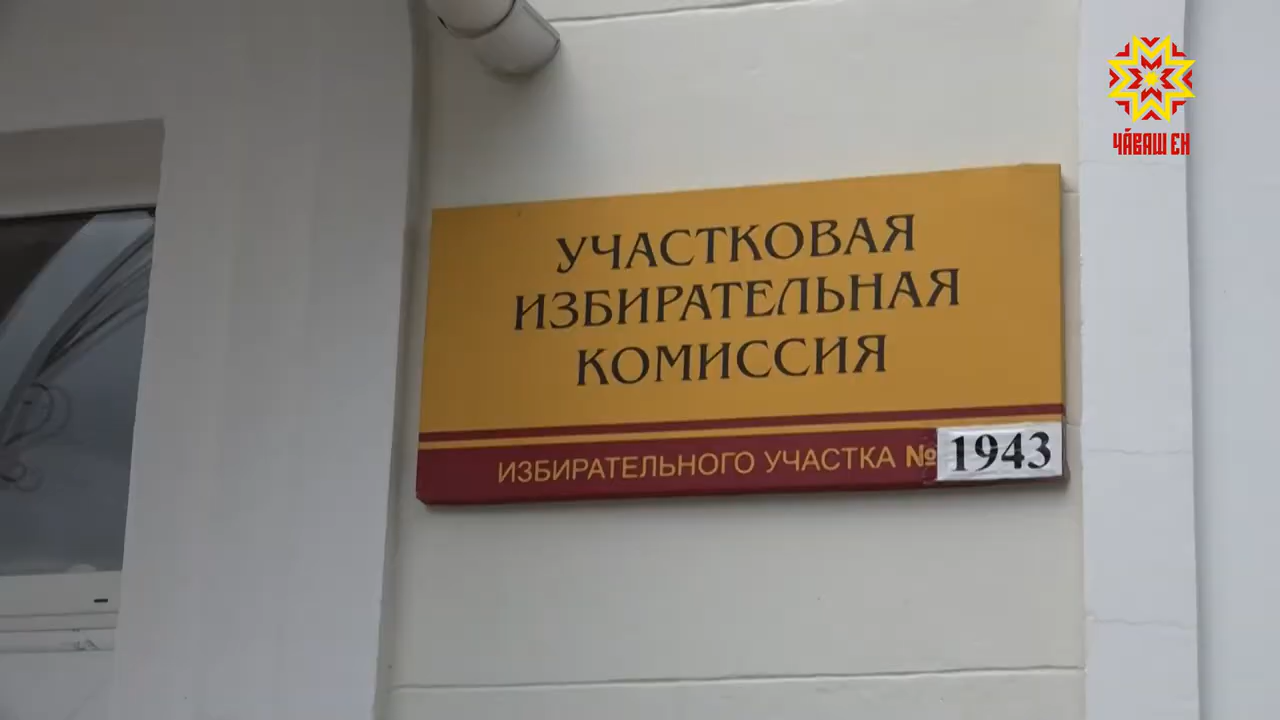 ЧӐВАШ ЕН
УЧАСТКОВАЯ
ИЗБИРАТЕЛЬНАЯ
КОМИССИЯ
ИЗБИРАТЕЛЬНОГО УЧАСТКА № 1943